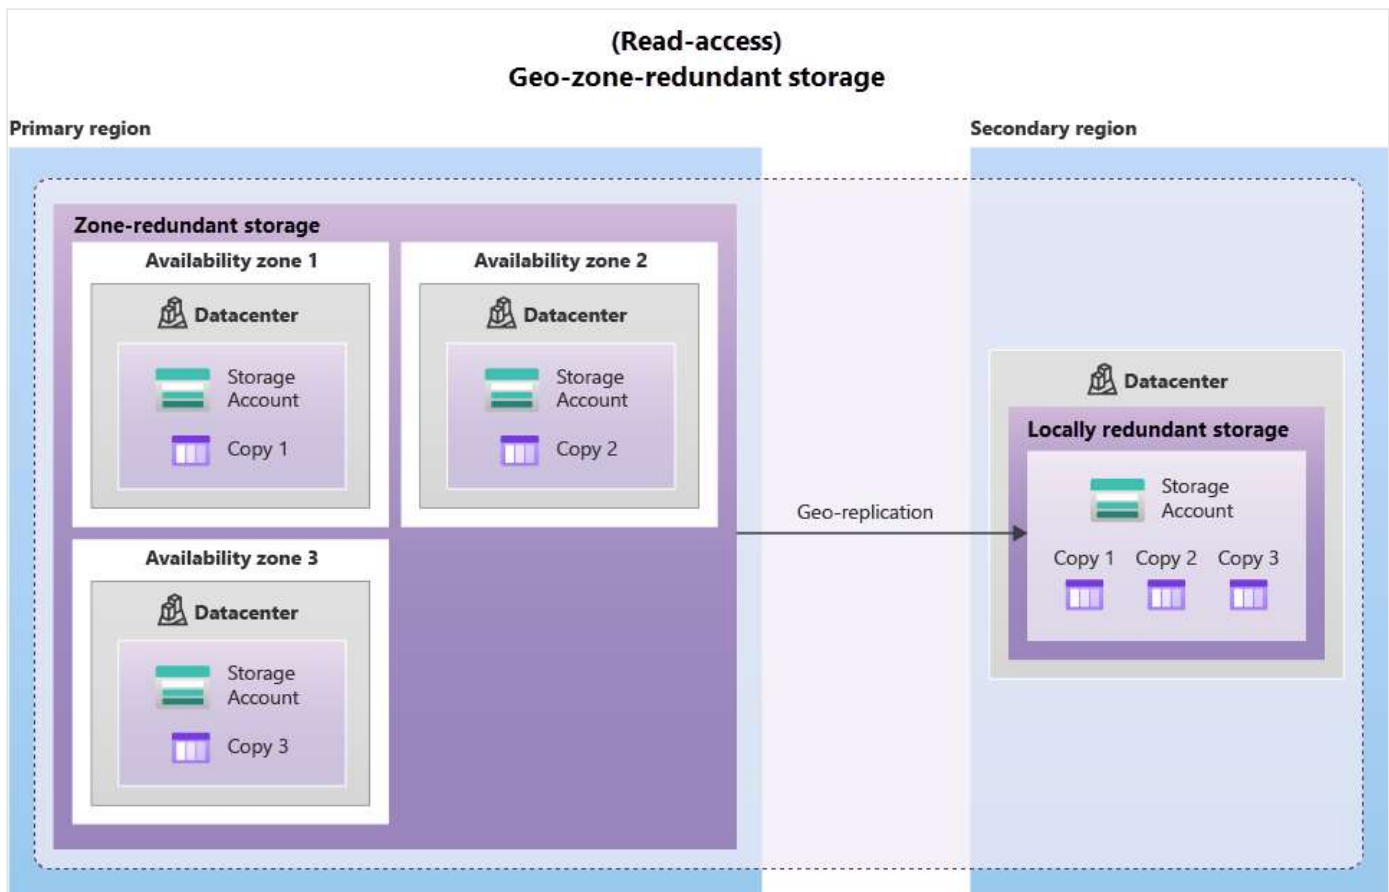 (Read-access)
Geo-zone-redundant storage
Primary region
Secondary region
Zone-redundant storage
Availability zone 1
Datacenter
Storage
Account
Copy 1
Availability zone 2
Datacenter
Storage
Account
Copy 2
Availability zone 3
Datacenter
Storage
Account
Copy 3
Geo-replication
Datacenter
Locally redundant storage
Storage
Account
Copy 1 Copy 2 Copy 3